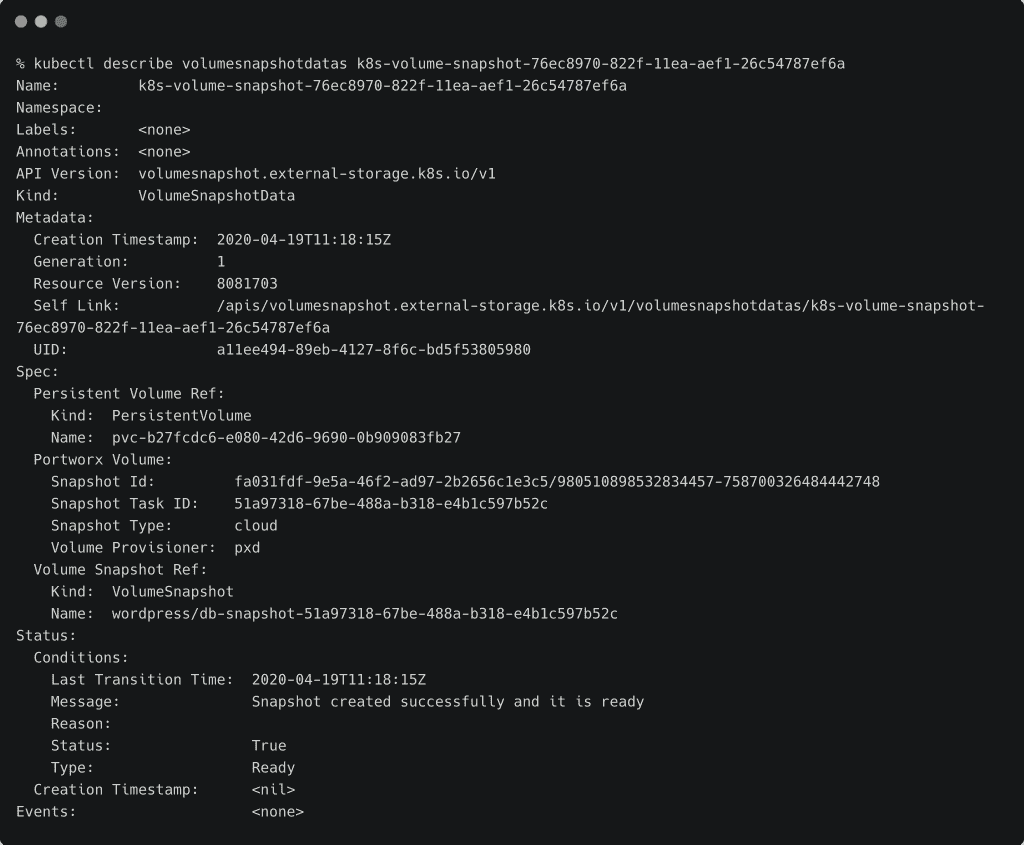 % kubectl describe volumesnapshotdatas k8s-volume-snapshot-76ec8970-822f-11ea-aef1-26c54787ef6a
Name:         k8s-volume-snapshot-76ec8970-822f-11ea-aef1-26c54787ef6a
Namespace:
Labels:       <none>
Annotations:  <none>
API Version:  volumesnapshot.external-storage.k8s.io/v1
Kind:         VolumeSnapshotData
Metadata:
  Creation Timestamp:  2020-04-19T11:18:15Z
  Generation:          1
  Resource Version:    8081703
  Self Link:           /apis/volumesnapshot.external-storage.k8s.io/v1/volumesnapshotdatas/k8s-volume-snapshot-
76ec8970-822f-11ea-aef1-26c54787ef6a
  UID:                 a11ee494-89eb-4127-8f6c-bd5f53805980
Spec:
  Persistent Volume Ref:
    Kind:  PersistentVolume
    Name:  pvc-b27fcdc6-e080-42d6-9690-0b909083fb27
  Portworx Volume:
    Snapshot Id:         fa031fdf-9e5a-46f2-ad97-2b2656c1e3c5/980510898532834457-758700326484442748
    Snapshot Task ID:    51a97318-67be-488a-b318-e4b1c597b52c
    Snapshot Type:       cloud
    Volume Provisioner:  pxd
  Volume Snapshot Ref:
    Kind:  VolumeSnapshot
    Name:  wordpress/db-snapshot-51a97318-67be-488a-b318-e4b1c597b52c
Status:
  Conditions:
    Last Transition Time:  2020-04-19T11:18:15Z
    Message:               Snapshot created successfully and it is ready
    Reason:
    Status:                True
    Type:                  Ready
  Creation Timestamp:      <nil>
Events:                    <none>